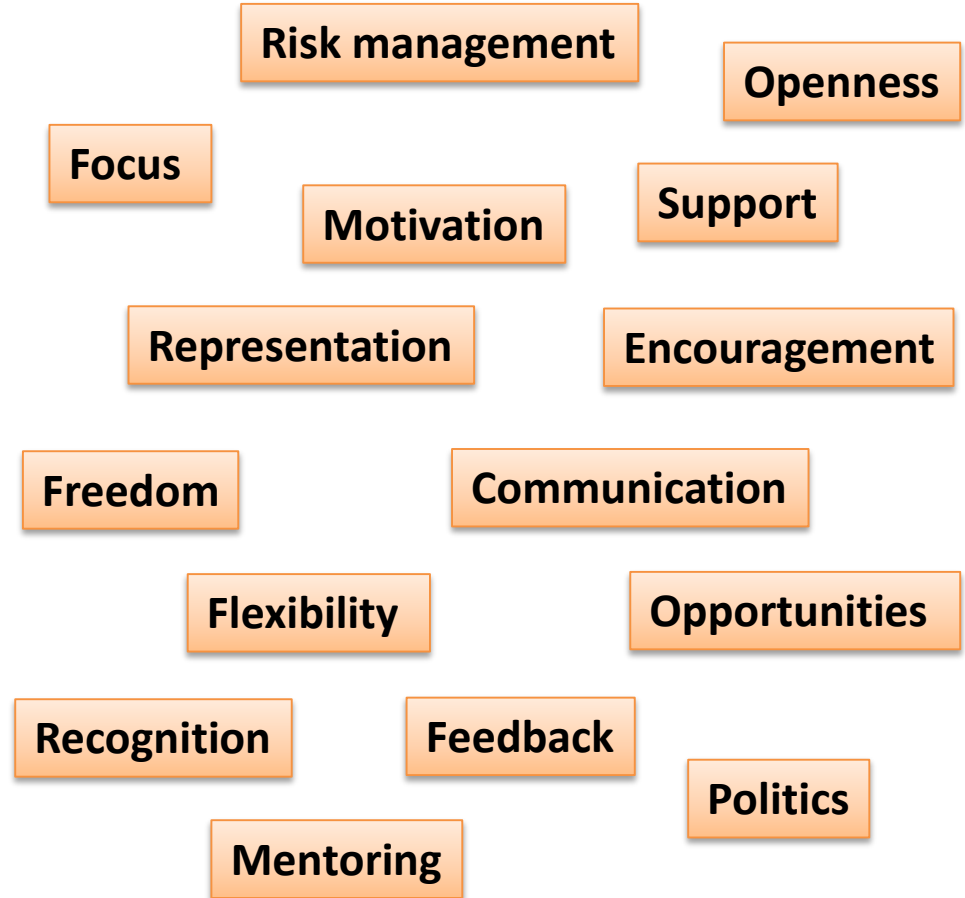 Risk management
Openness
Focus
Motivation
Support
Representation
Encouragement
Freedom
Communication
Flexibility
Opportunities
Recognition
Feedback
Politics
Mentoring